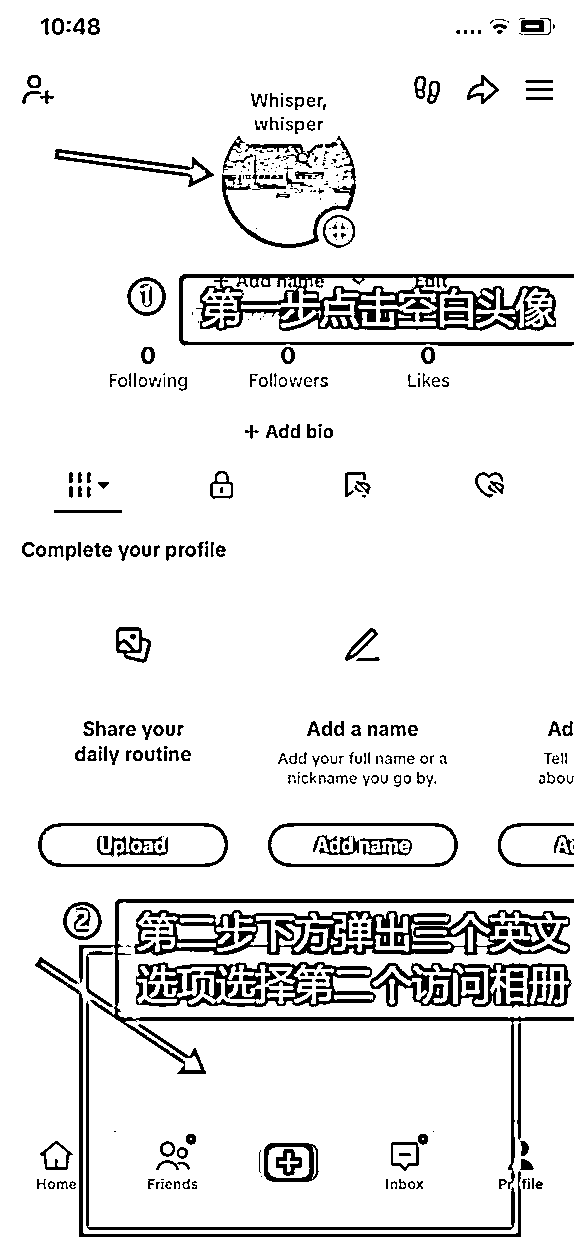 10:48
Whisper,
whisper
+ Add name
Edit
① 第一步点击空白头像
0 0 0
Following Followers Likes
+ Add bio
Complete your profile
Share your
daily routine
Add a name
Add your full name or a
nickname you go by.
Ad
Tell
abou
Upload
Add name
Ad
② 第二步下方弹出三个英文
选项选择第二个访问相册
Home
Friends
Inbox
Profile